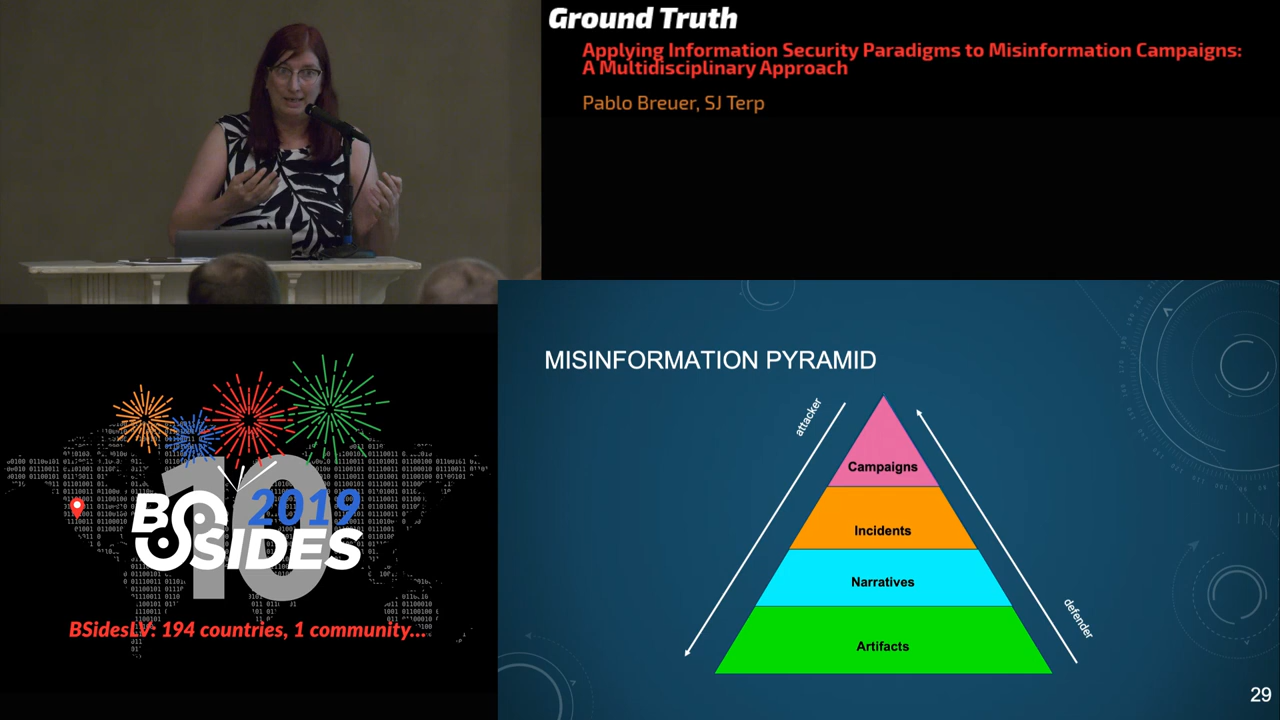 Ground Truth
Applying Information Security Paradigms to Misinformation Campaigns:
A Multidisciplinary Approach
Pablo Breuer, SJ Terp
MISINFORMATION PYRAMID
attacker
Campaigns
Incidents
Narratives
Artifacts
defender
29
10
2019
BSIDES
BSidesLV: 194 countries, 1 community...